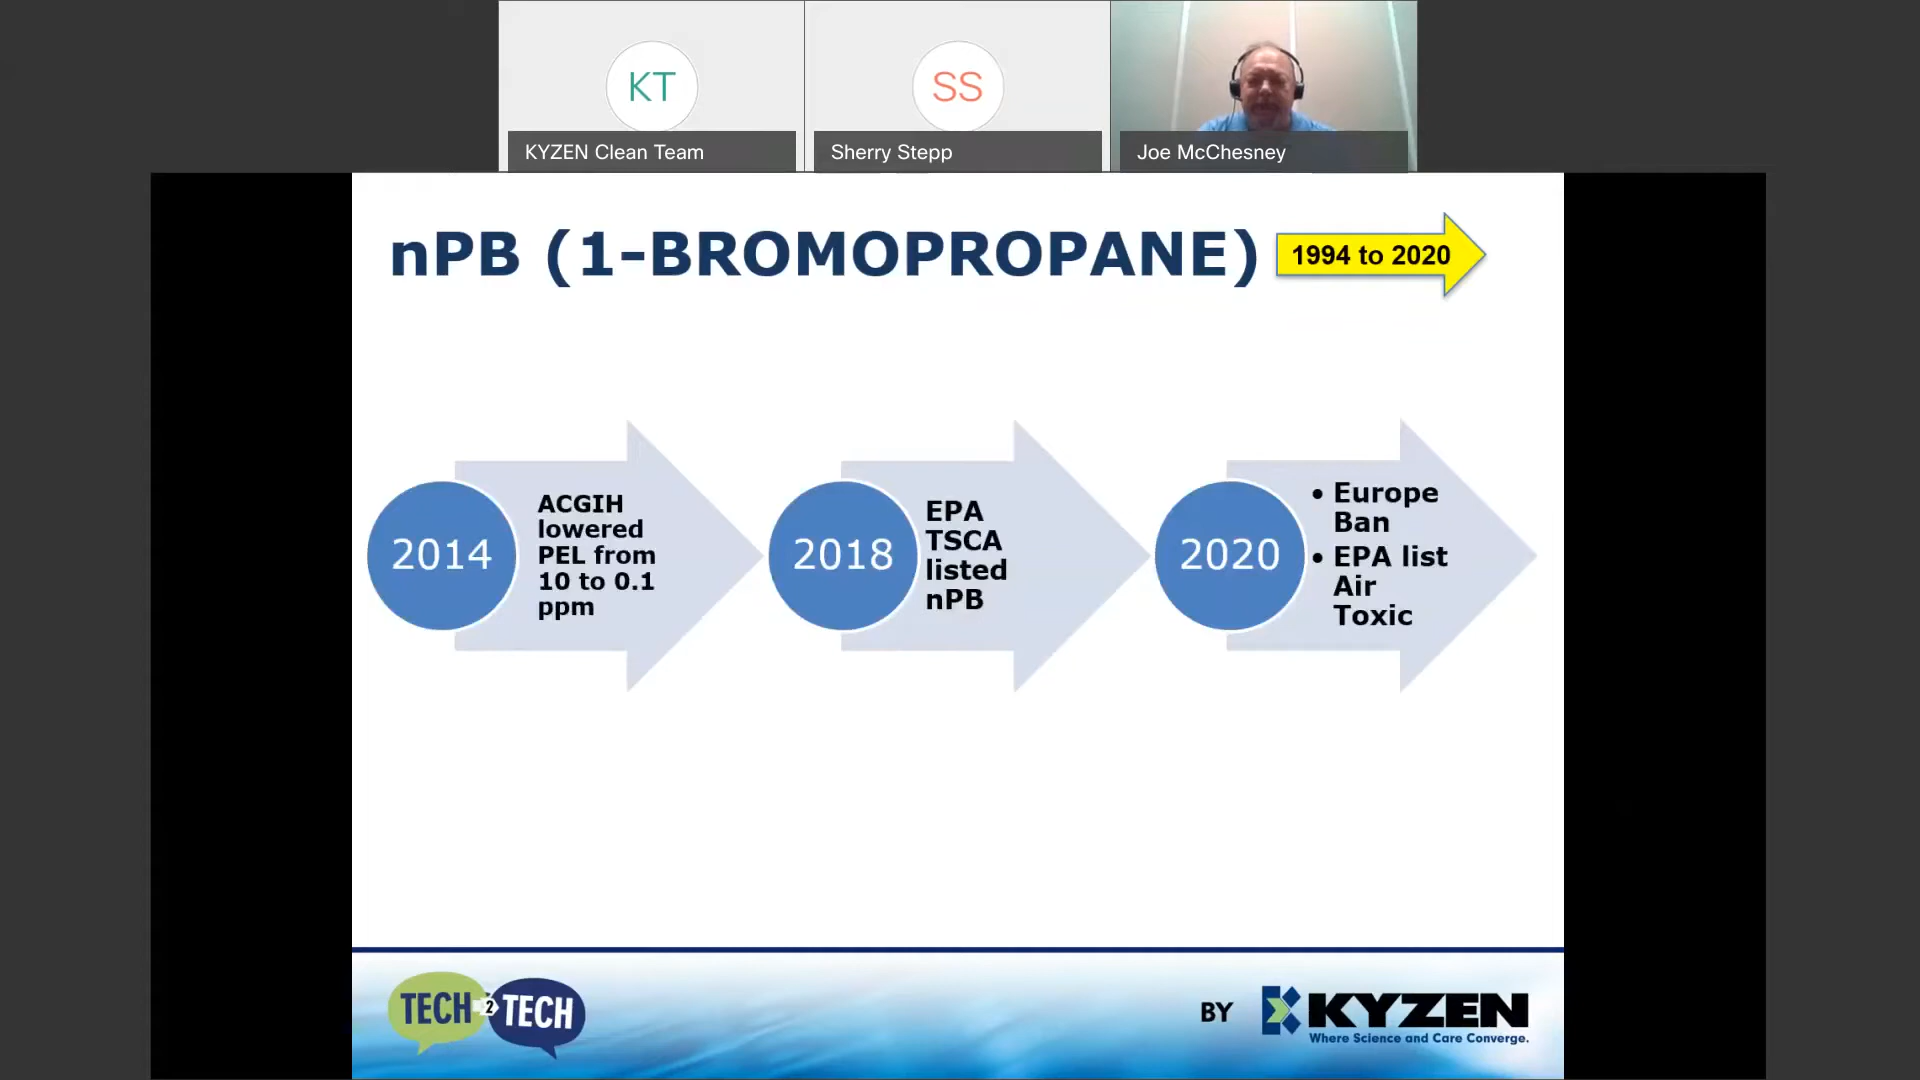 KT
SS
KYZEN Clean Team
Sherry Stepp
Joe McChesney
nPB (1-BROMOPROPANE)
1994 to 2020
2014
ACGIH
lowered
PEL from
10 to 0.1
ppm
2018
EPA
TSCA
listed
nPB
2020
• Europe
Ban
• EPA list
Air
Toxic
TECH 2 TECH
BY
KYZEN
Where Science and Care Converge.